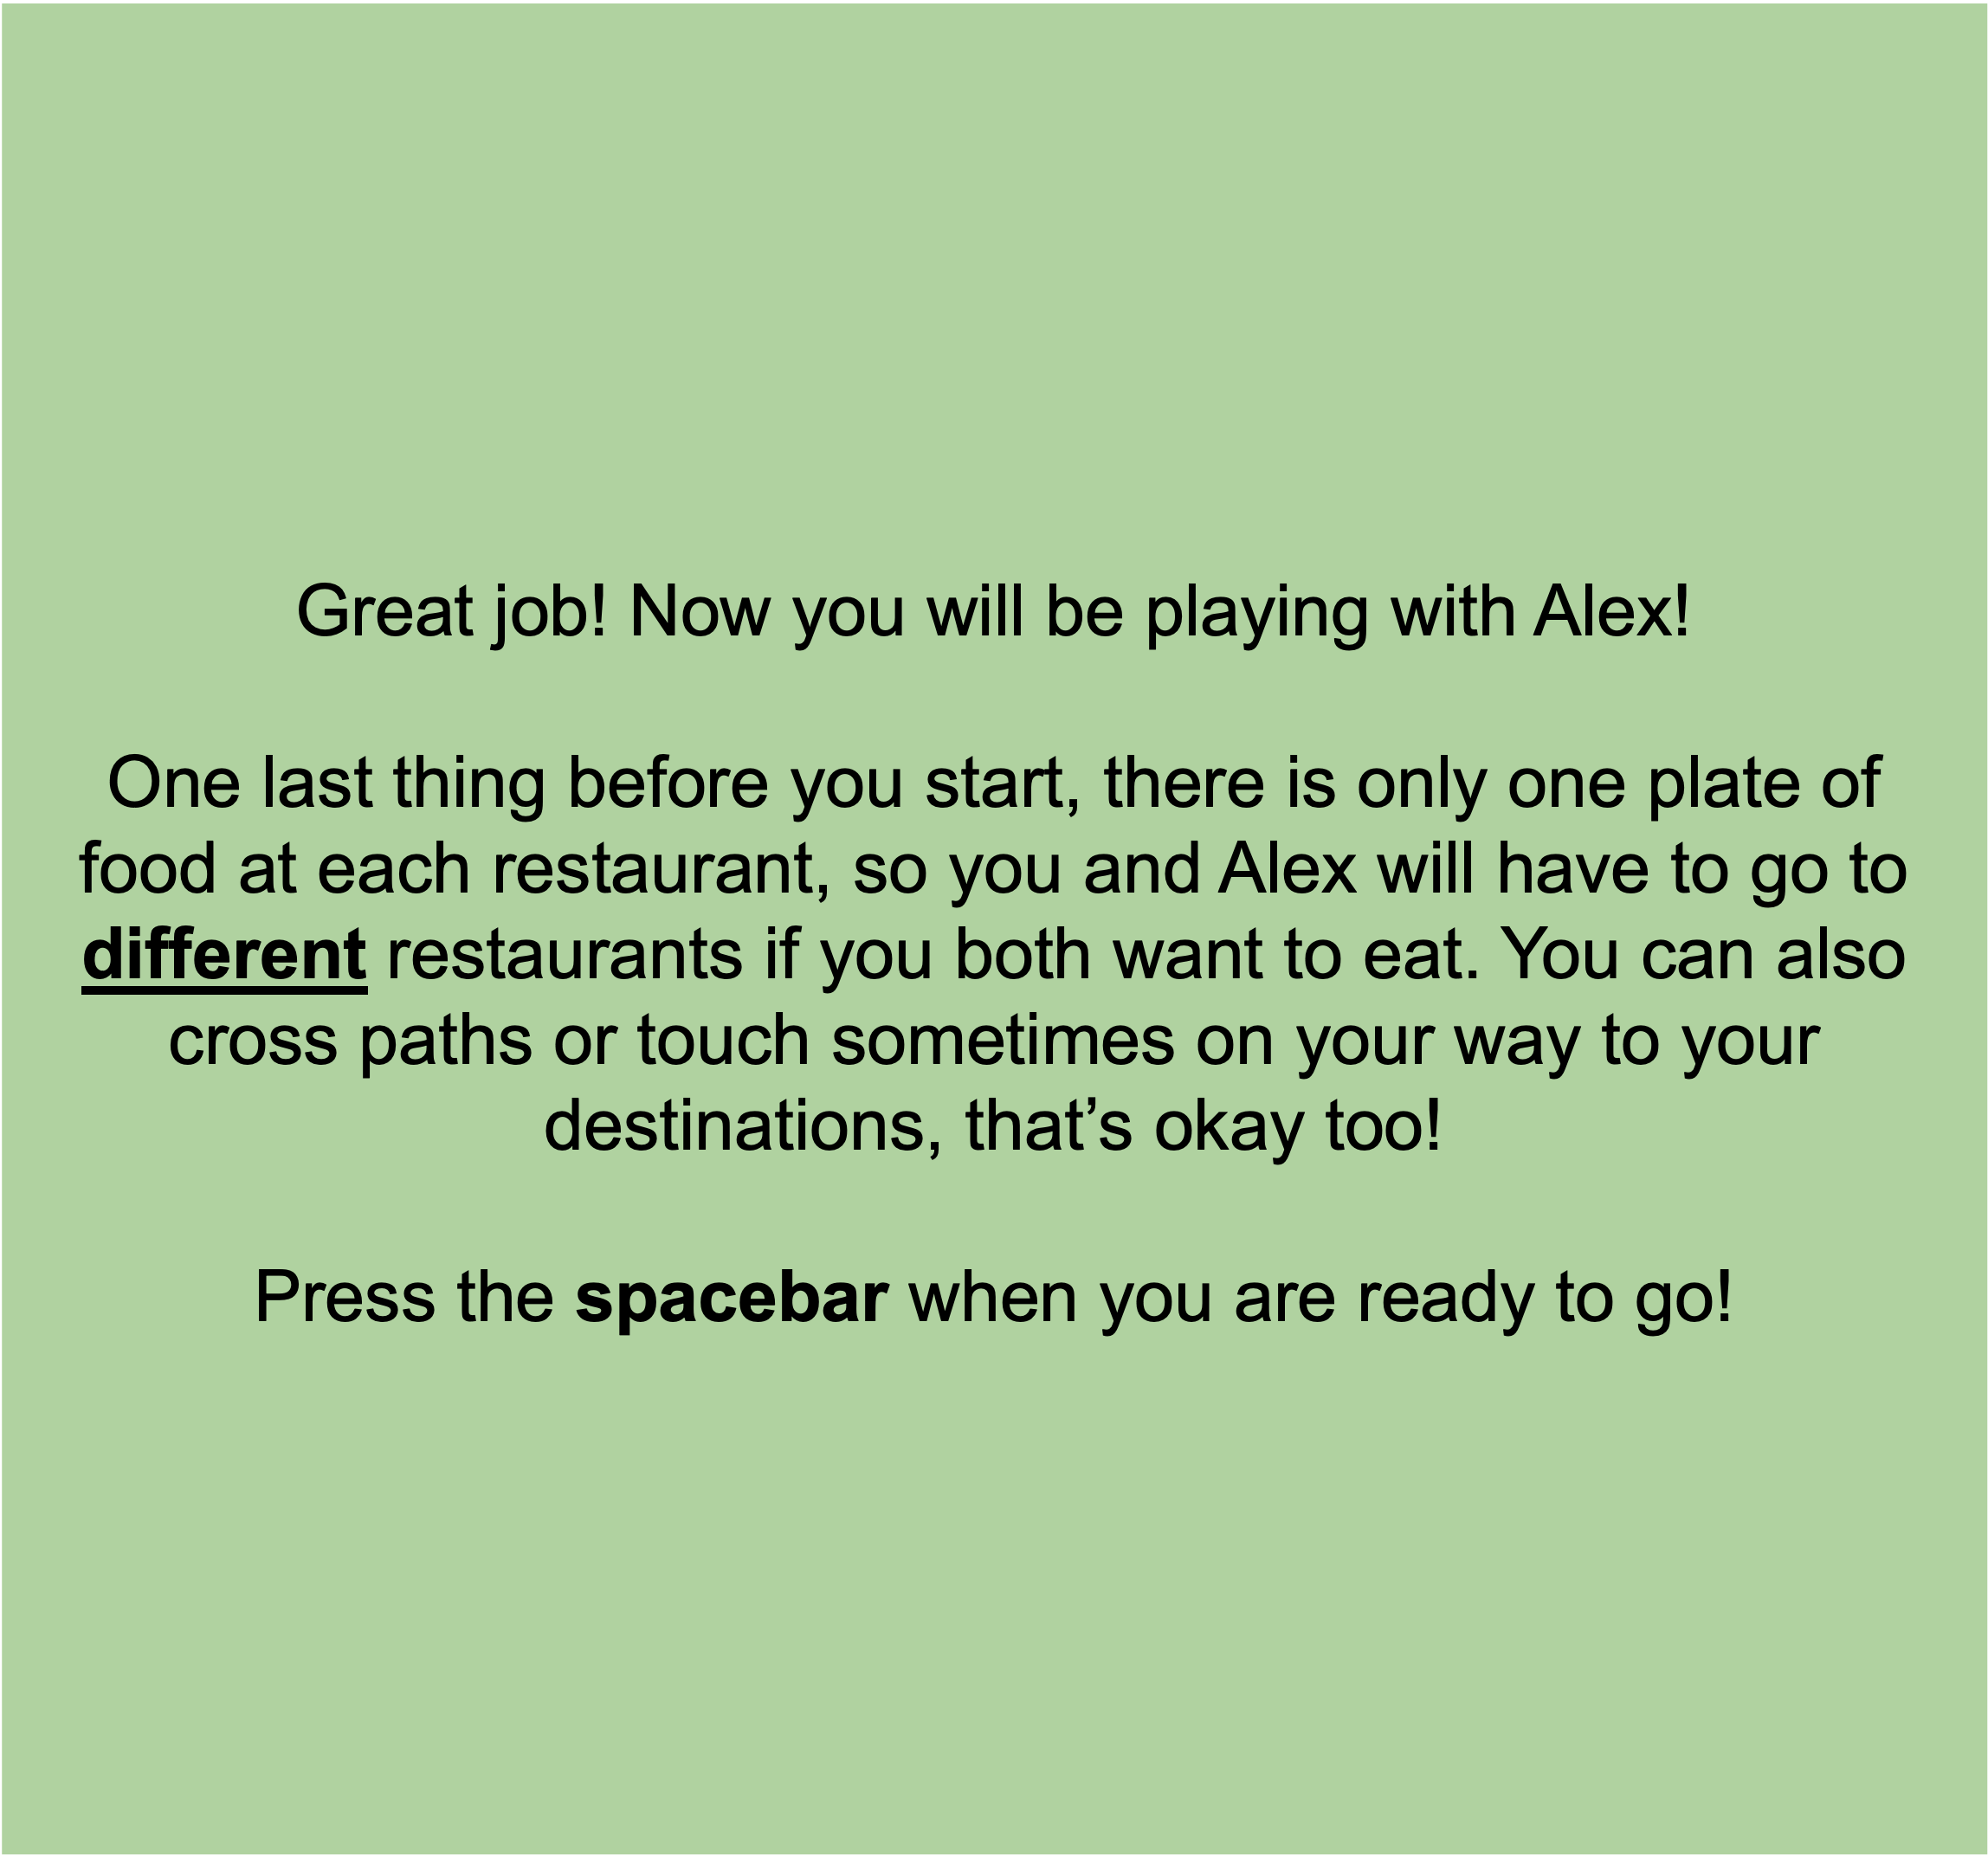 Great job! Now you will be playing with Alex!
One last thing before you start, there is only one plate of
food at each restaurant, so you and Alex will have to go to
different restaurants if you both want to eat. You can also
cross paths or touch sometimes on your way to your
destinations, that’s okay too!
Press the spacebar when you are ready to go!